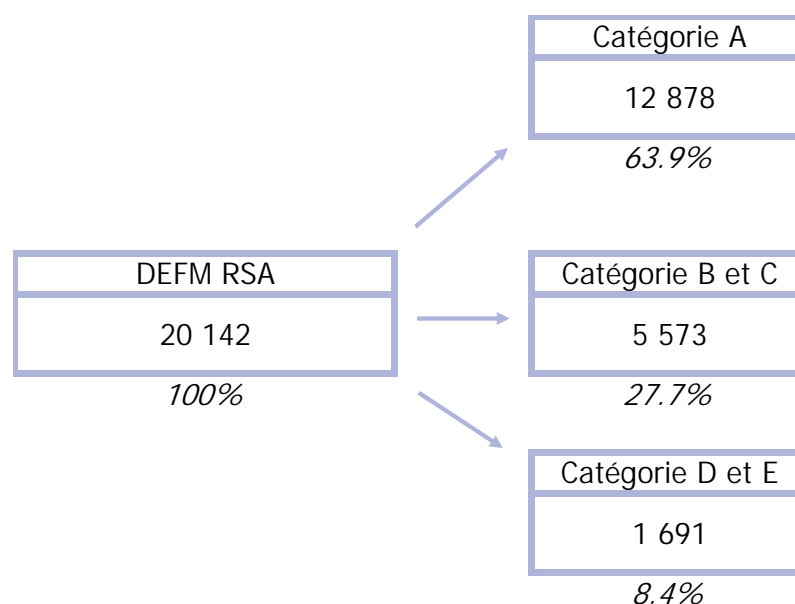 Catégorie A
12 878
63.9%
DEFM RSA
20 142
100%
Catégorie B et C
5 573
27.7%
Catégorie D et E
1 691
8.4%